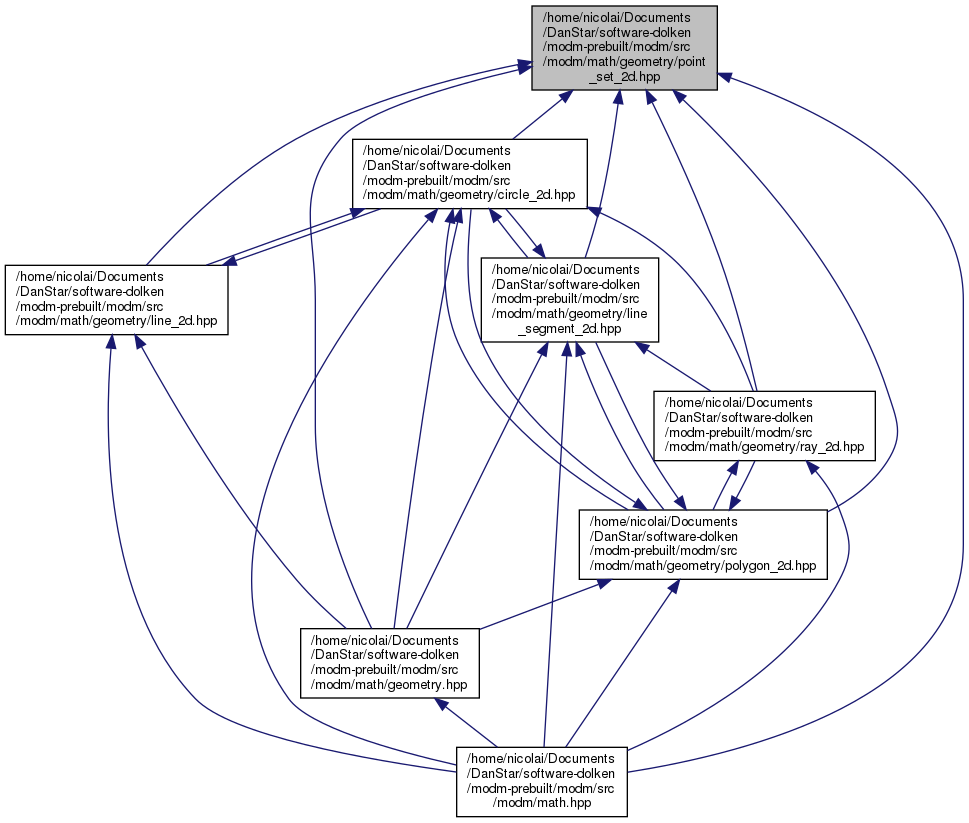 /home/nicolai/Documents
/DanStar/software-dolken
/modm-prebuilt/modm/src
/modm/math/geometry/point
_set_2d.hpp
/home/nicolai/Documents
/DanStar/software-dolken
/modm-prebuilt/modm/src
/modm/math/geometry/circle_2d.hpp
/home/nicolai/Documents
/DanStar/software-dolken
/modm-prebuilt/modm/src
/modm/math/geometry/line_2d.hpp
/home/nicolai/Documents
/DanStar/software-dolken
/modm-prebuilt/modm/src
/modm/math/geometry/line
_segment_2d.hpp
/home/nicolai/Documents
/DanStar/software-dolken
/modm-prebuilt/modm/src
/modm/math/geometry/ray_2d.hpp
/home/nicolai/Documents
/DanStar/software-dolken
/modm-prebuilt/modm/src
/modm/math/geometry/polygon_2d.hpp
/home/nicolai/Documents
/DanStar/software-dolken
/modm-prebuilt/modm/src
/modm/math/geometry.hpp
/home/nicolai/Documents
/DanStar/software-dolken
/modm-prebuilt/modm/src
/modm/math.hpp